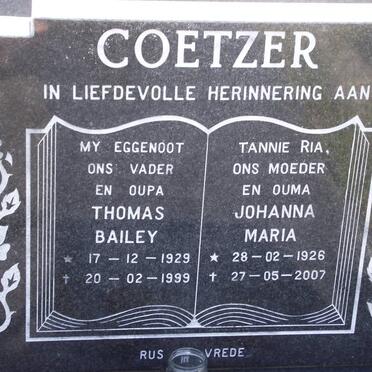 COETZER
IN LIEFDEVOLLE HERINNERING AAN
MY EGGENOOT
ONS VADER
EN OUPA
THOMAS
BAILEY
★ 17 – 12 – 1929
✝ 20 – 02 – 1999
TANNIE RIA,
ONS MOEDER
EN OUMA
JOHANNA
MARIA
★ 28 – 02 – 1926
✝ 27 – 05 – 2007
RUS VREDE